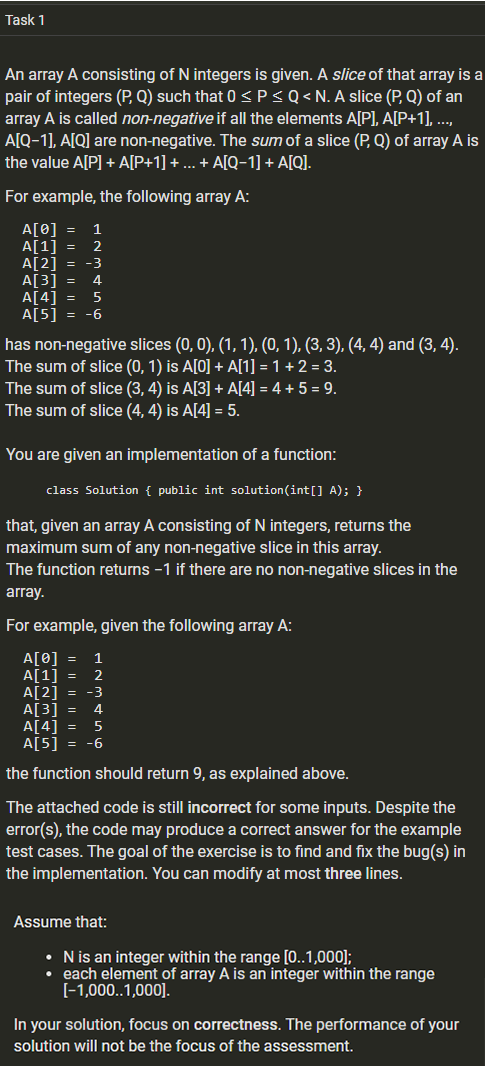 Task 1
An array A consisting of N integers is given. A slice of that array is a
pair of integers (P, Q) such that 0 ≤ P ≤ Q < N. A slice (P, Q) of an
array A is called non-negative if all the elements A[P], A[P+1], ...,
A[Q−1], A[Q] are non-negative. The sum of a slice (P, Q) of array A is
the value A[P] + A[P+1] + ... + A[Q−1] + A[Q].
For example, the following array A:
A[0] = 1
A[1] = 2
A[2] = -3
A[3] = 4
A[4] = 5
A[5] = -6
has non-negative slices (0, 0), (1, 1), (0, 1), (3, 3), (4, 4) and (3, 4).
The sum of slice (0, 1) is A[0] + A[1] = 1 + 2 = 3.
The sum of slice (3, 4) is A[3] + A[4] = 4 + 5 = 9.
The sum of slice (4, 4) is A[4] = 5.
You are given an implementation of a function:
class Solution { public int solution(int[] A); }
that, given an array A consisting of N integers, returns the
maximum sum of any non-negative slice in this array.
The function returns −1 if there are no non-negative slices in the
array.
For example, given the following array A:
A[0] = 1
A[1] = 2
A[2] = -3
A[3] = 4
A[4] = 5
A[5] = -6
the function should return 9, as explained above.
The attached code is still incorrect for some inputs. Despite the
error(s), the code may produce a correct answer for the example
test cases. The goal of the exercise is to find and fix the bug(s) in
the implementation. You can modify at most three lines.
Assume that:
• N is an integer within the range [0..1,000];
• each element of array A is an integer within the range
[−1,000..1,000].
In your solution, focus on correctness. The performance of your
solution will not be the focus of the assessment.